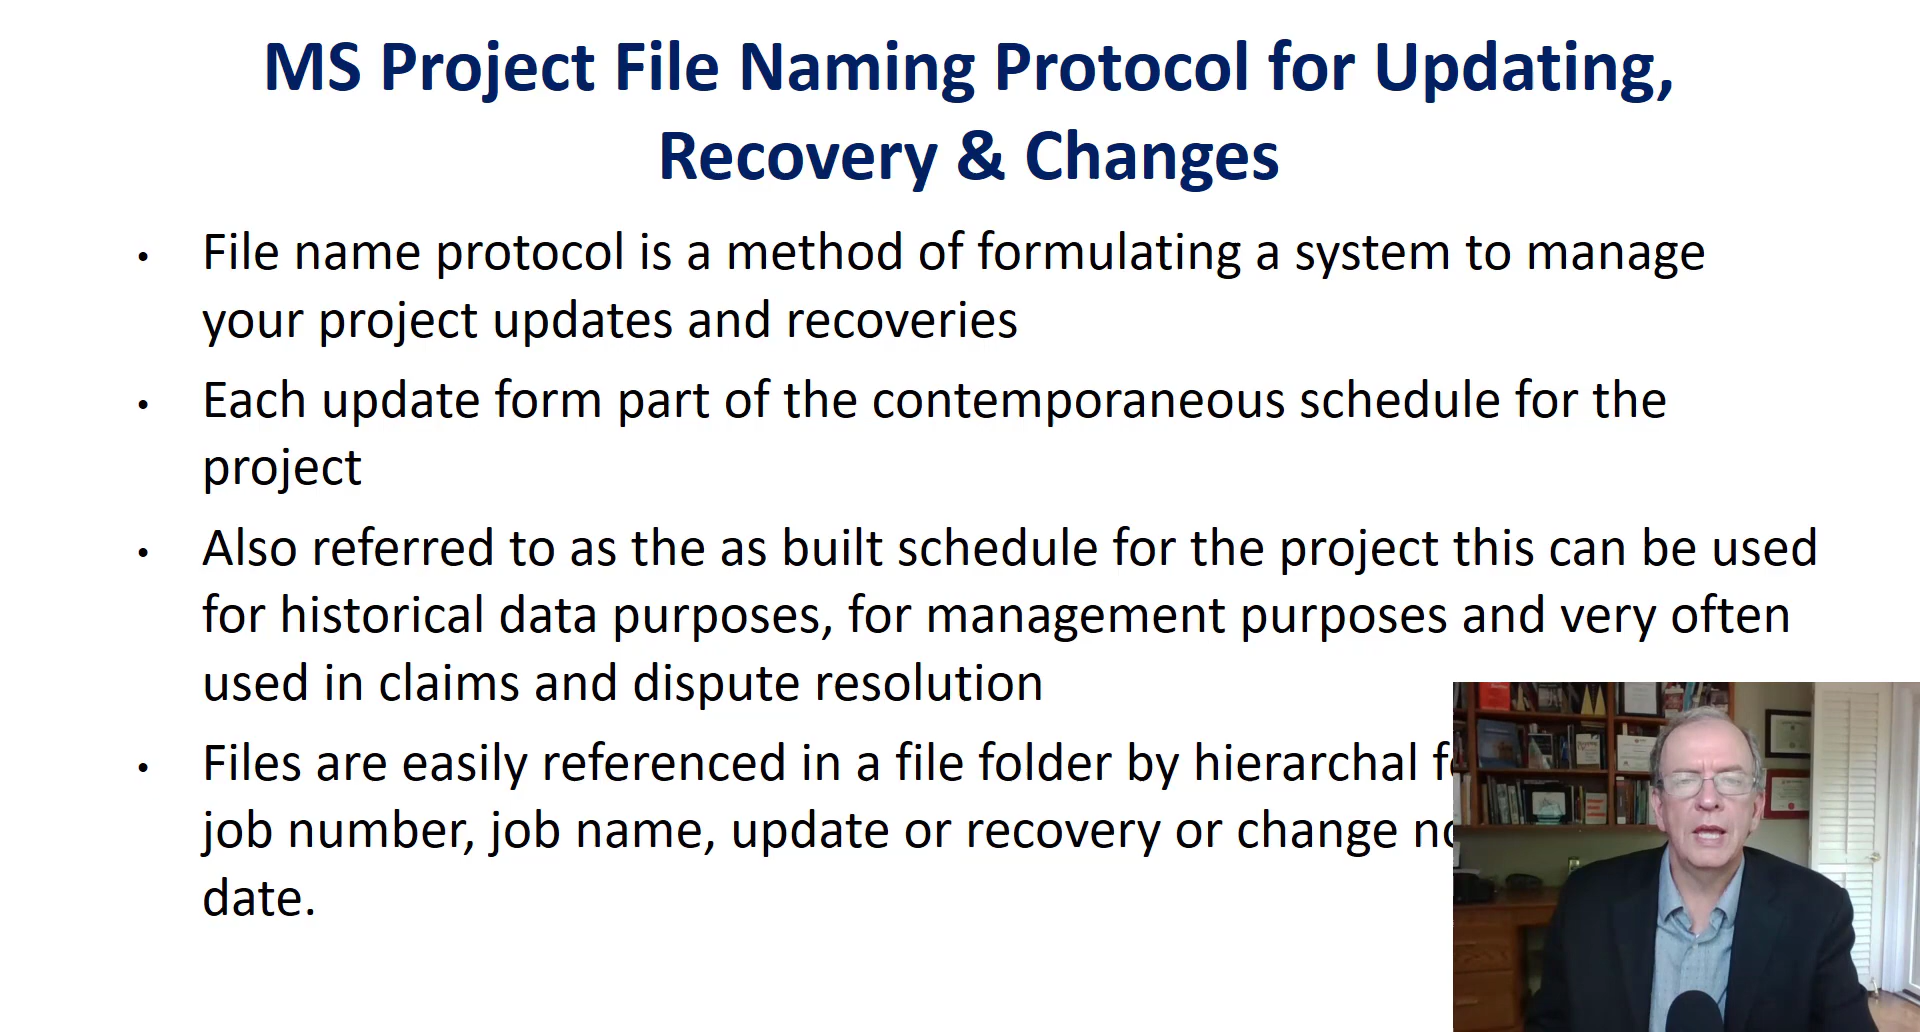 MS Project File Naming Protocol for Updating,
Recovery & Changes
• File name protocol is a method of formulating a system to manage
your project updates and recoveries
• Each update form part of the contemporaneous schedule for the
project
• Also referred to as the as built schedule for the project this can be used
for historical data purposes, for management purposes and very often
used in claims and dispute resolution
• Files are easily referenced in a file folder by hierarchal
job number, job name, update or recovery or change
date.